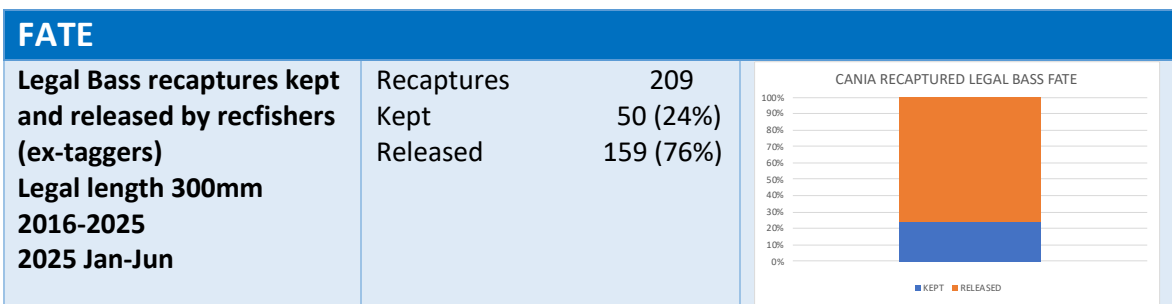 FATE
Legal Bass recaptures kept
and released by recfishers
(ex-taggers)
Legal length 300mm
2016-2025
2025 Jan-Jun
Recaptures 209
Kept 50 (24%)
Released 159 (76%)
CANIA RECAPTURED LEGAL BASS FATE
100%
90%
80%
70%
60%
50%
40%
30%
20%
10%
0%
KEPT RELEASED